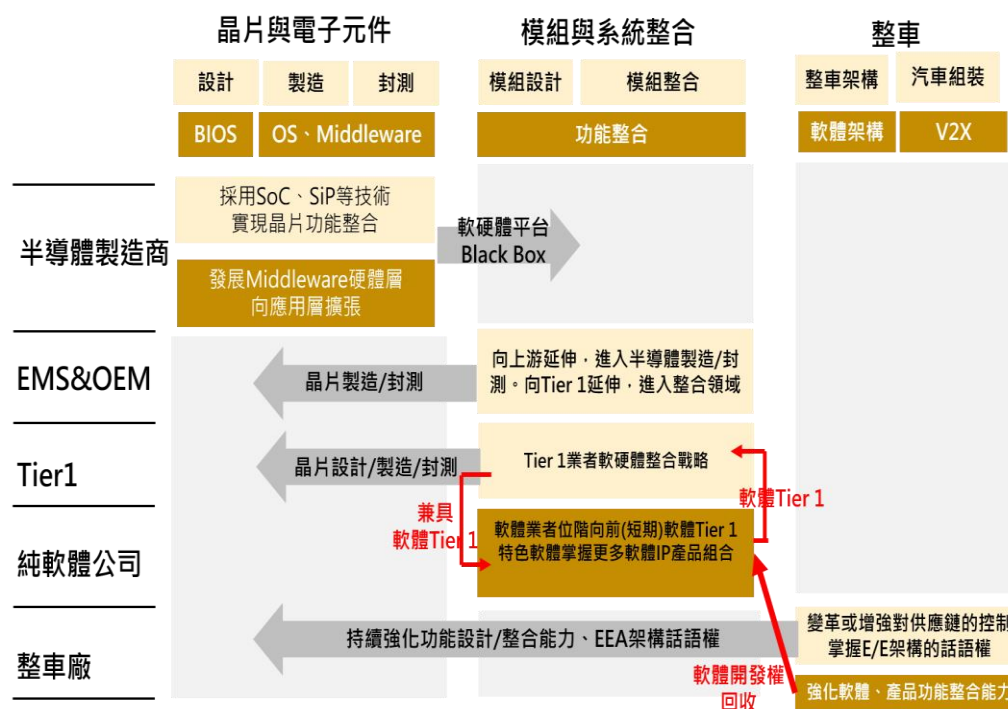 晶片與電子元件
模組與系統整合
整車
設計
製造
封測
模組設計
模組整合
整車架構
汽車組裝
BIOS
OS、Middleware
功能整合
軟體架構
V2X
半導體製造商
採用SoC、SiP等技術
實現晶片功能整合
發展Middleware硬體層
向應用層擴張
軟硬體平台
Black Box
EMS&OEM
晶片製造/封測
向上游延伸，進入半導體製造/封
測。向Tier 1延伸，進入整合領域
Tier1
晶片設計/製造/封測
Tier 1業者軟硬體整合戰略
兼具
軟體Tier 1
軟體Tier 1
純軟體公司
軟體業者位階向前(短期)軟體Tier 1
特色軟體掌握更多軟體IP產品組合
整車廠
持續強化功能設計/整合能力、EEA架構話語權
變革或增強對供應鏈的控制
掌握E/E架構的話語權
軟體開發權
回收
強化軟體、產品功能整合能力